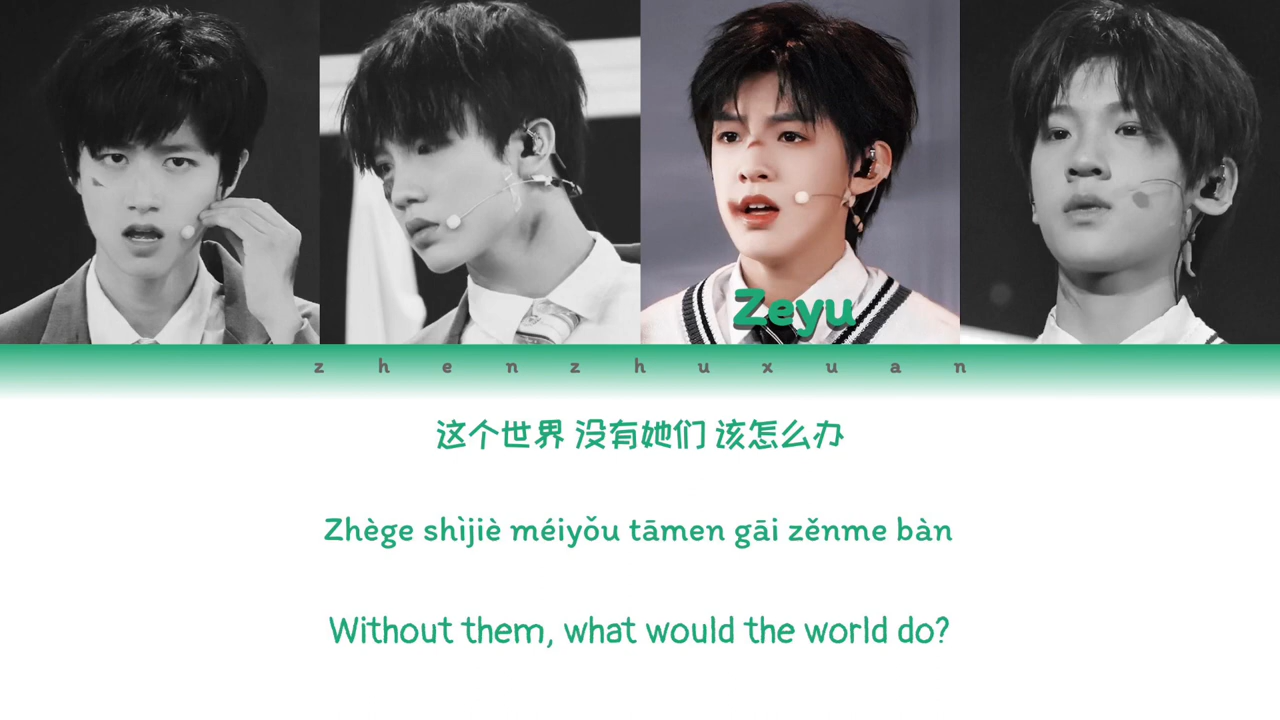 Zeyu
zhenzhuxuan
这个世界 没有她们 该怎么办
Zhège shìjiè méiyǒu tāmen gāi zěnme bàn
Without them, what would the world do?